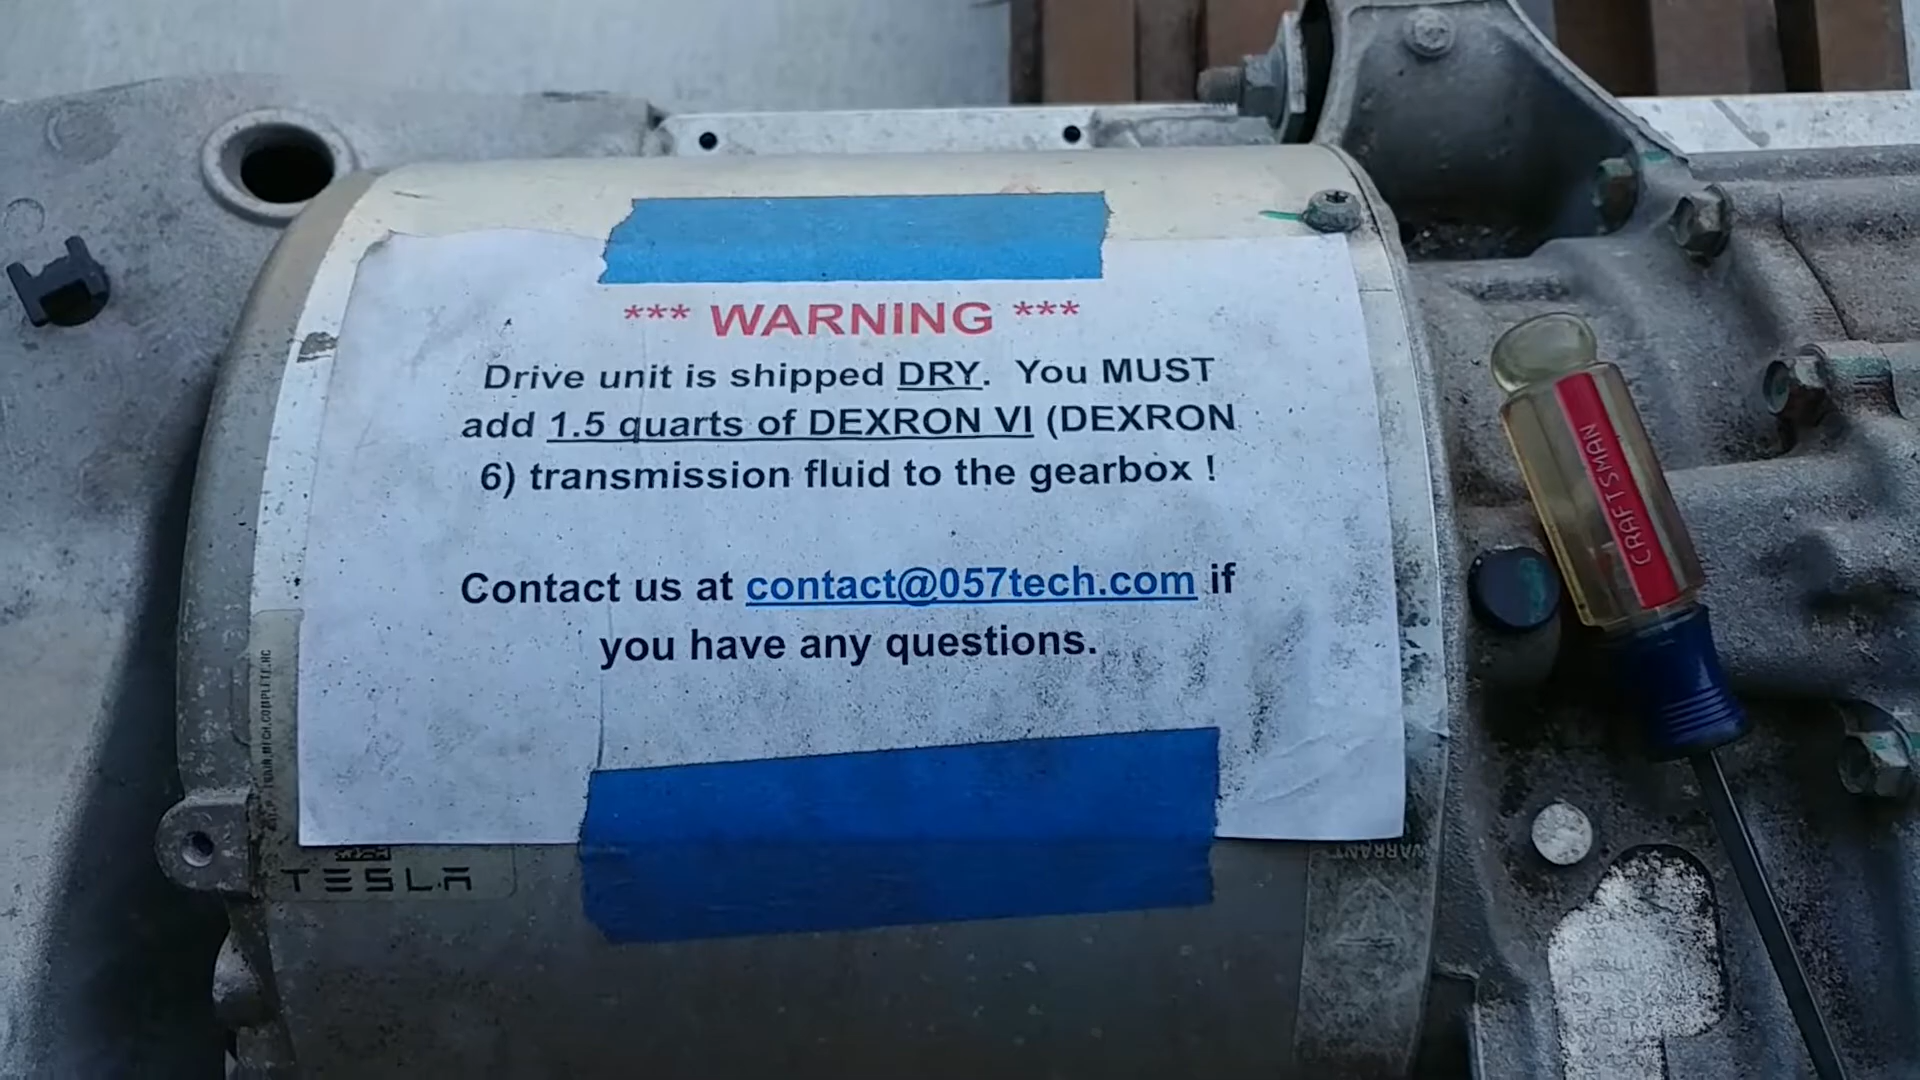 *** WARNING ***
Drive unit is shipped DRY. You MUST
add 1.5 quarts of DEXRON VI (DEXRON
6) transmission fluid to the gearbox !
Contact us at contact@057tech.com if
you have any questions.
TESLA
CRAFTSMAN